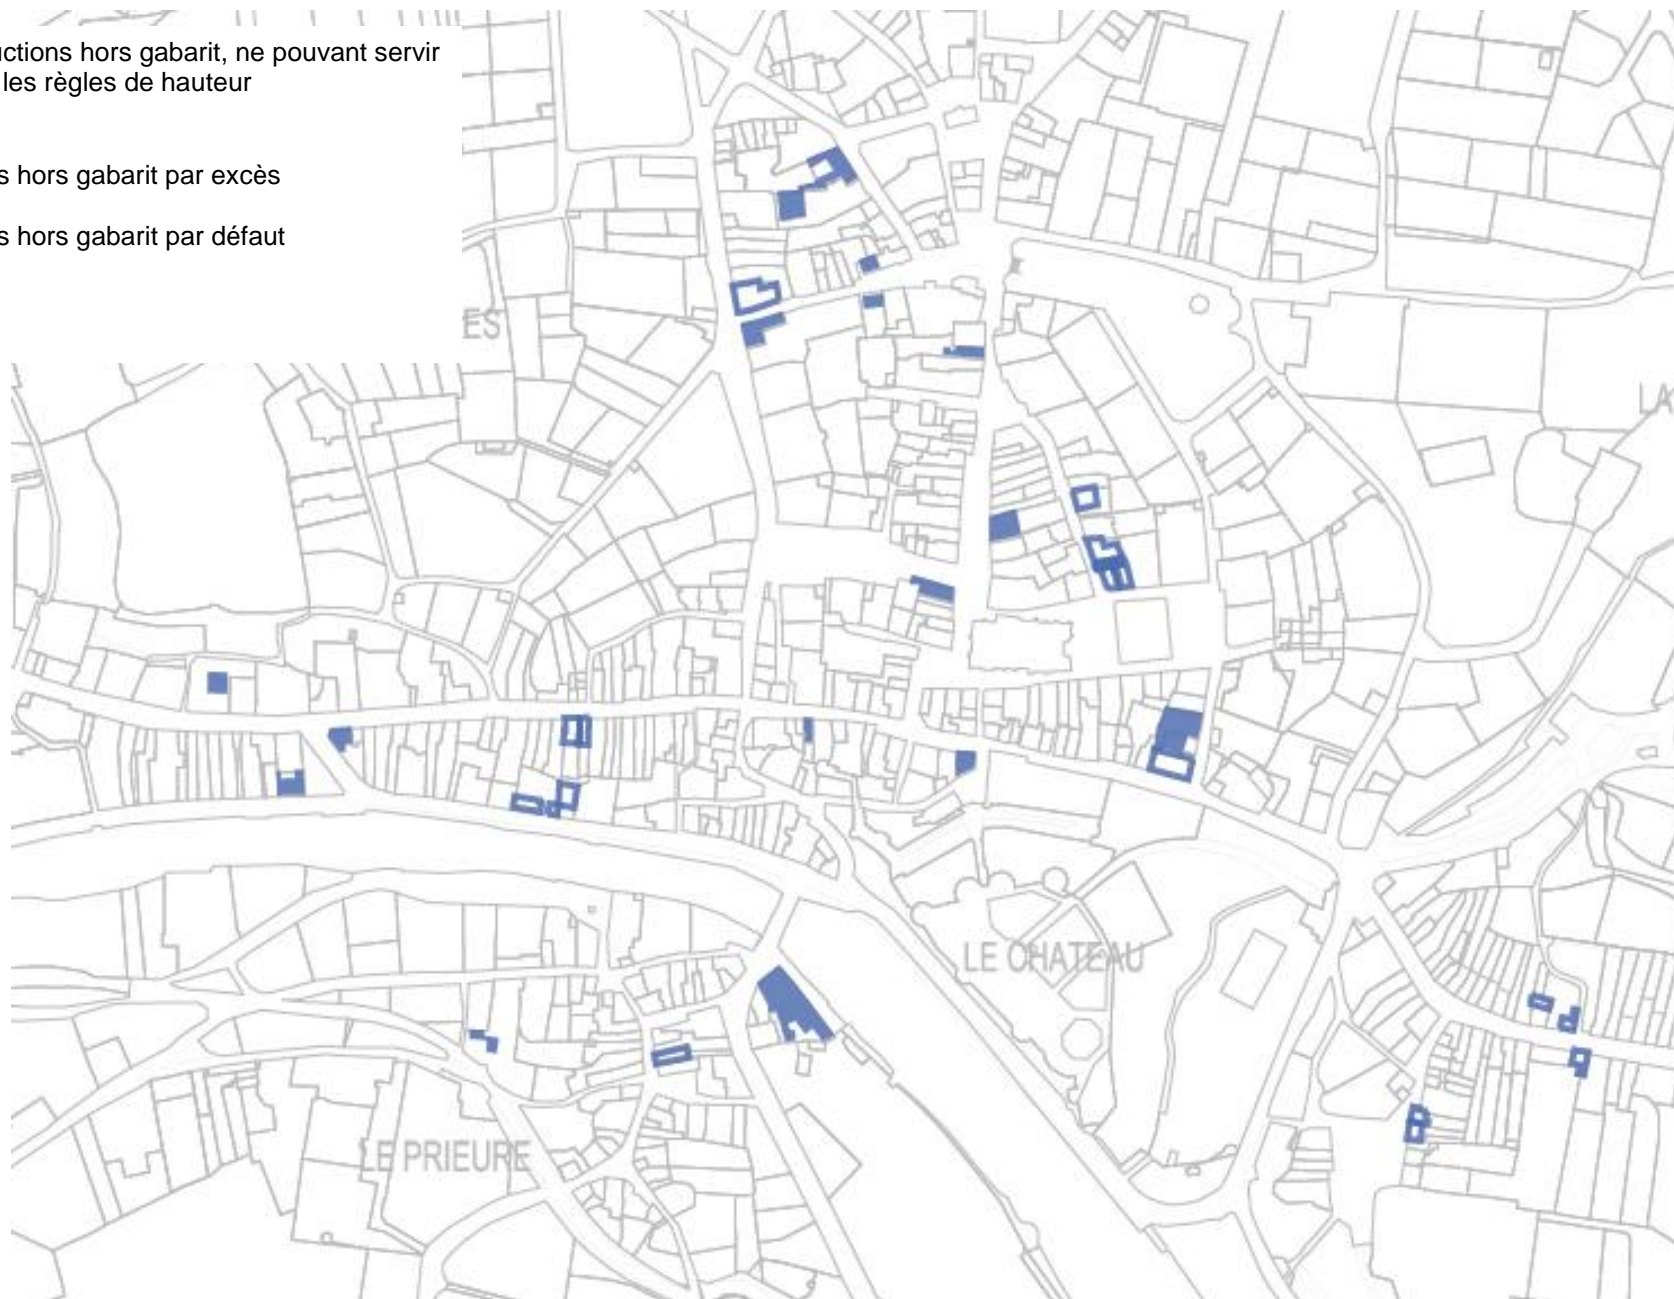 uctions hors gabarit, ne pouvant servir
les règles de hauteur
s hors gabarit par excès
s hors gabarit par défaut
ES
LA
LE CHATEAU
LE PRIEURE